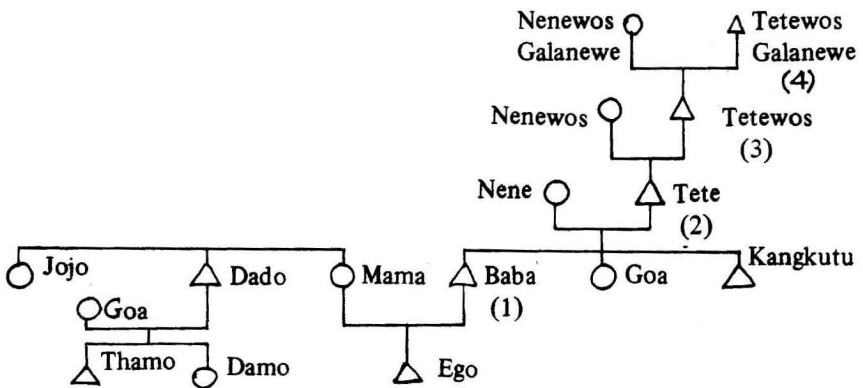 Nenewos
Galanewe
Tetewos
Galanewe
(4)
Nenewos
Tetewos
(3)
Nene
Tete
(2)
Jojo
Dado
Mama
Baba
(1)
Goa
Kangkutu
Goa
Thamo
Damo
Ego